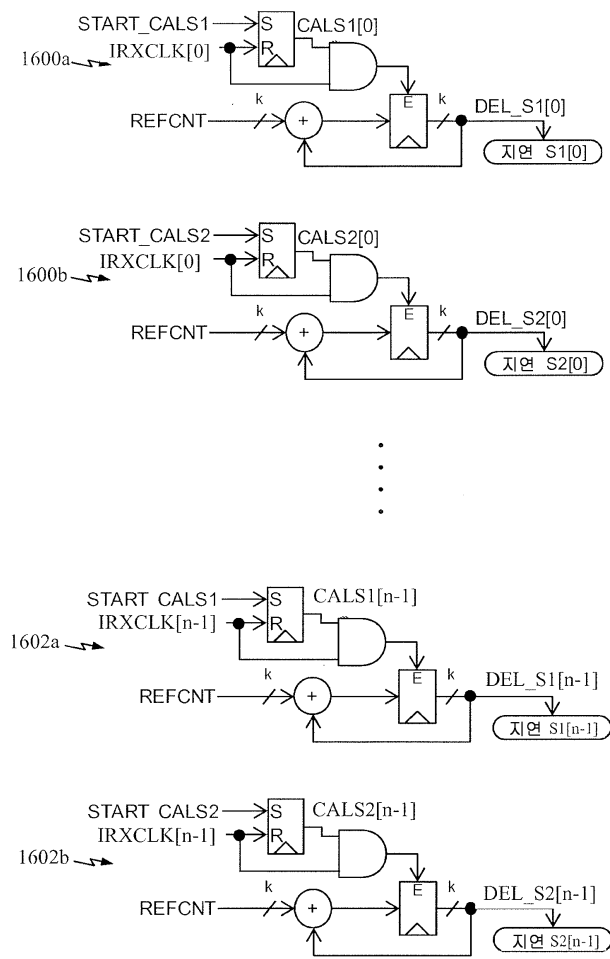 START_CALS1
S
CALS1[0]
IRXCLK[0]
R
1600a
k
E
k
DEL_S1[0]
REFCNT
+
지연 S1[0]
START_CALS2
S
CALS2[0]
IRXCLK[0]
R
1600b
k
E
k
DEL_S2[0]
REFCNT
+
지연 S2[0]
START CALS1
S
CALS1[n-1]
IRXCLK[n-1]
R
1602a
k
E
k
DEL_S1[n-1]
REFCNT
+
지연 S1[n-1]
START CALS2
S
CALS2[n-1]
IRXCLK[n-1]
R
1602b
k
E
k
DEL_S2[n-1]
REFCNT
+
지연 S2[n-1]